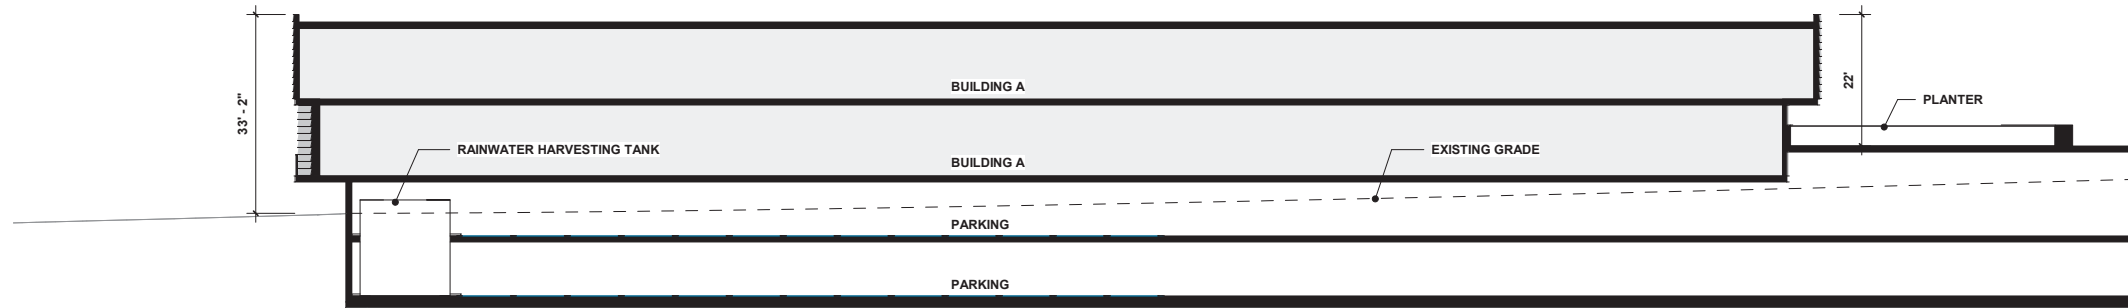 BUILDING A
22'
33' - 2"
PLANTER
RAINWATER HARVESTING TANK
BUILDING A
EXISTING GRADE
PARKING
PARKING